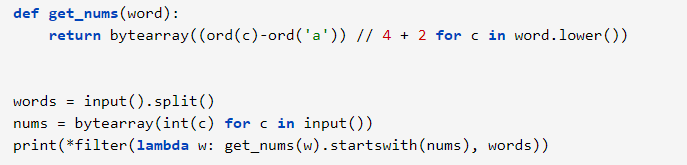 def get_nums(word):
    return bytearray((ord(c)-ord('a')) // 4 + 2 for c in word.lower())
words = input().split()
nums = bytearray(int(c) for c in input())
print(*filter(lambda w: get_nums(w).startswith(nums), words))